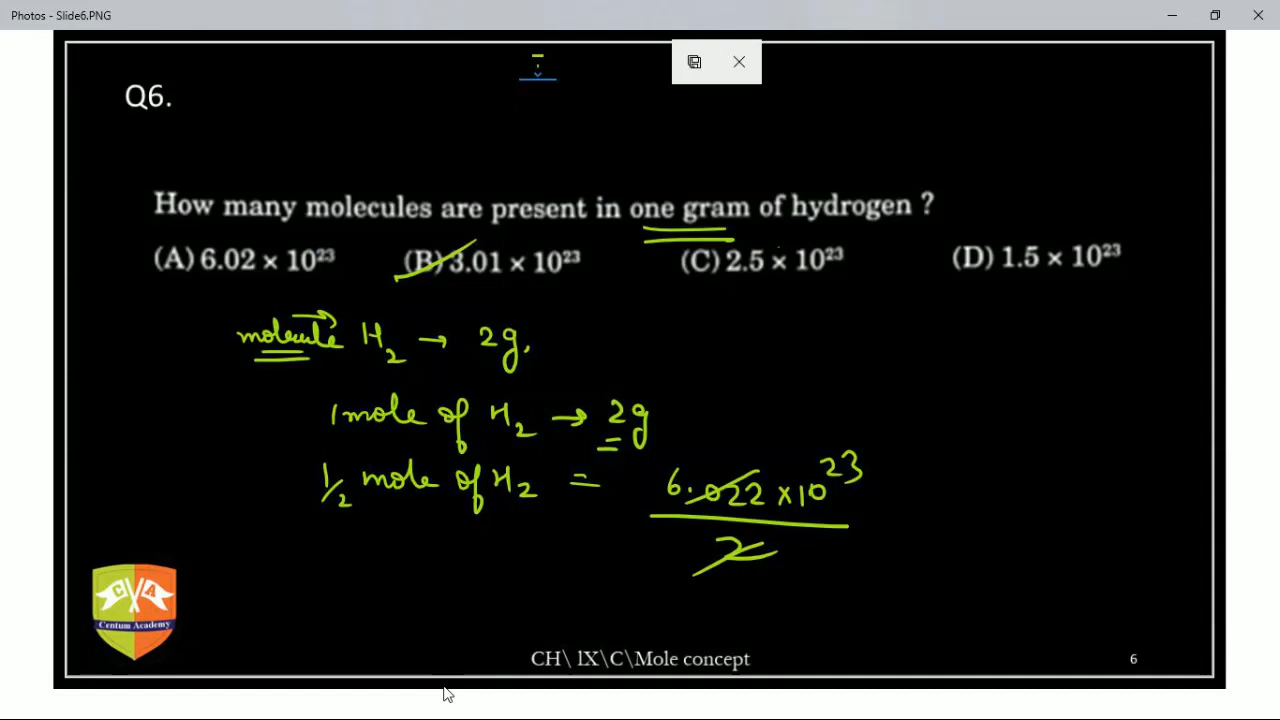 Photos - Slide6.PNG
Q6.
How many molecules are present in one gram of hydrogen ?
(A) 6.02 × 10²³ (B) 3.01 × 10²³ (C) 2.5 × 10²³ (D) 1.5 × 10²³
molecule H₂ → 2g.
1 mole of H₂ → 2g
1/2 mole of H₂ = 6.022 × 10²³
2
C A
Centum Academy
CH\ lX\C\Mole concept
6